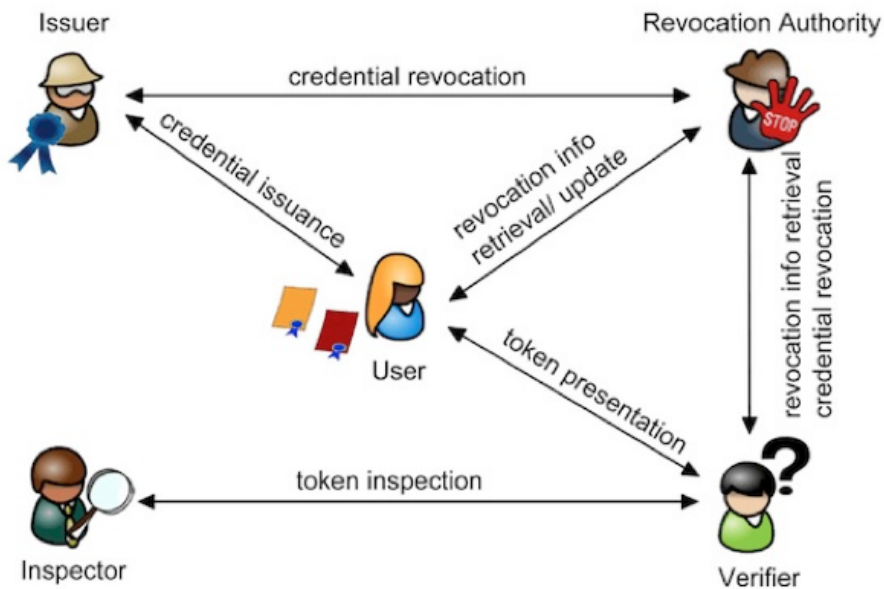 Issuer
Revocation Authority
credential revocation
STOP
credential issuance
revocation info
retrieval/ update
revocation info retrieval
credential revocation
User
token presentation
token inspection
Inspector
Verifier
?